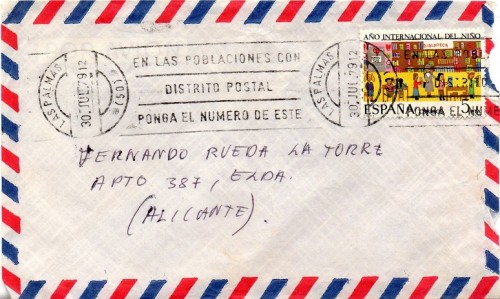 AÑO INTERNACIONAL DEL NIÑO
BIBLIOTECA
ESPAÑA 5
LAS PALMAS
30 JUL. 79 12
(50)
EN LAS POBLACIONES CON
DISTRITO POSTAL
PONGA EL NUMERO DE ESTE
LAS PALMAS
30 JUL. 79 12
PONGA EL NU
FERNANDO RUEDA LA TORRE
APTO 387, ELDA.
(ALICANTE).